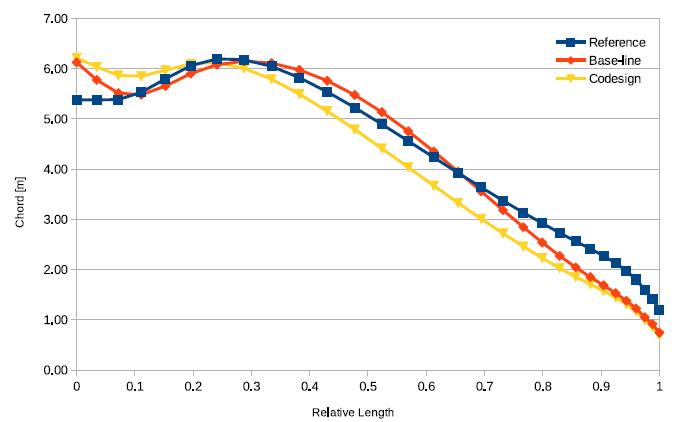 7.00
6.00
5.00
4.00
3.00
2.00
1.00
0.00
Chord [m]
Reference
Base-line
Codesign
0 0.1 0.2 0.3 0.4 0.5 0.6 0.7 0.8 0.9 1
Relative Length